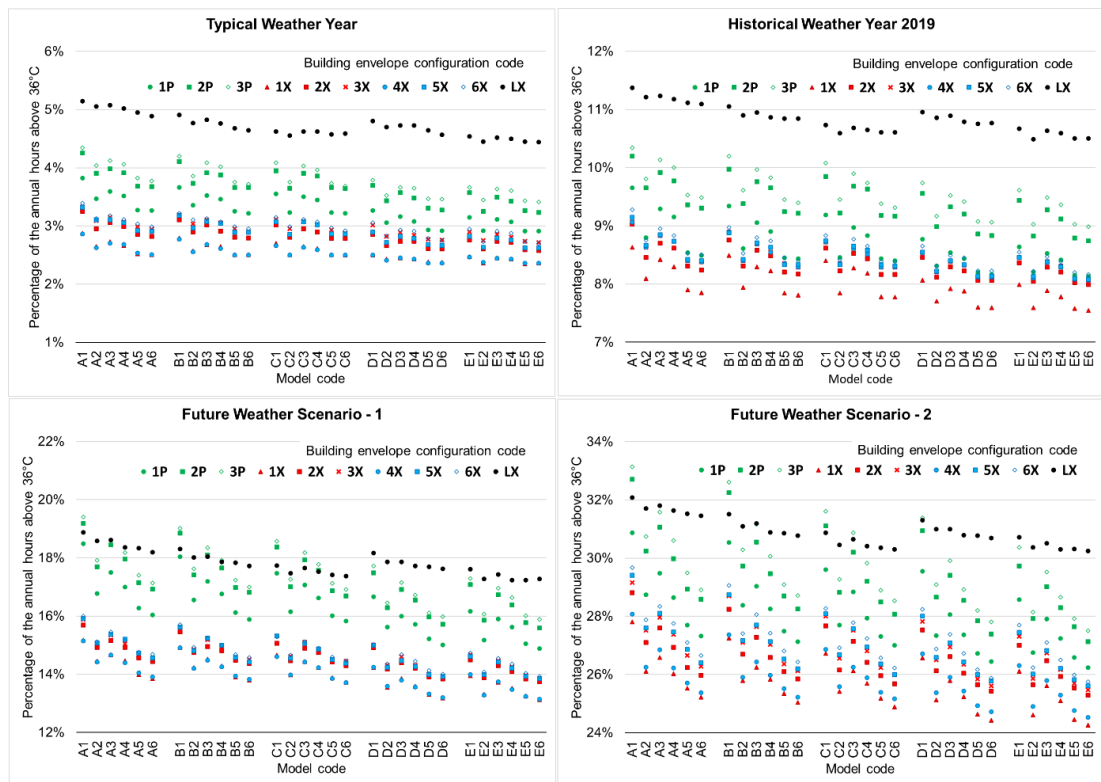 Typical Weather Year
6%
5%
4%
3%
2%
1%
Percentage of the annual hours above 36°C
Building envelope configuration code
1P 2P 3P 1X 2X 3X 4X 5X 6X LX
A1 A2 A3 A4 A5 A6 B1 B2 B3 B4 B5 B6 C1 C2 C3 C4 C5 C6 D1 D2 D3 D4 D5 D6 E1 E2 E3 E4 E5 E6
Model code
Historical Weather Year 2019
12%
11%
10%
9%
8%
7%
Percentage of the annual hours above 36°C
Building envelope configuration code
1P 2P 3P 1X 2X 3X 4X 5X 6X LX
A1 A2 A3 A4 A5 A6 B1 B2 B3 B4 B5 B6 C1 C2 C3 C4 C5 C6 D1 D2 D3 D4 D5 D6 E1 E2 E3 E4 E5 E6
Model code
Future Weather Scenario - 1
22%
20%
18%
16%
14%
12%
Percentage of the annual hours above 36°C
Building envelope configuration code
1P 2P 3P 1X 2X 3X 4X 5X 6X LX
A1 A2 A3 A4 A5 A6 B1 B2 B3 B4 B5 B6 C1 C2 C3 C4 C5 C6 D1 D2 D3 D4 D5 D6 E1 E2 E3 E4 E5 E6
Model code
Future Weather Scenario - 2
34%
32%
30%
28%
26%
24%
Percentage of the annual hours above 36°C
Building envelope configuration code
1P 2P 3P 1X 2X 3X 4X 5X 6X LX
A1 A2 A3 A4 A5 A6 B1 B2 B3 B4 B5 B6 C1 C2 C3 C4 C5 C6 D1 D2 D3 D4 D5 D6 E1 E2 E3 E4 E5 E6
Model code